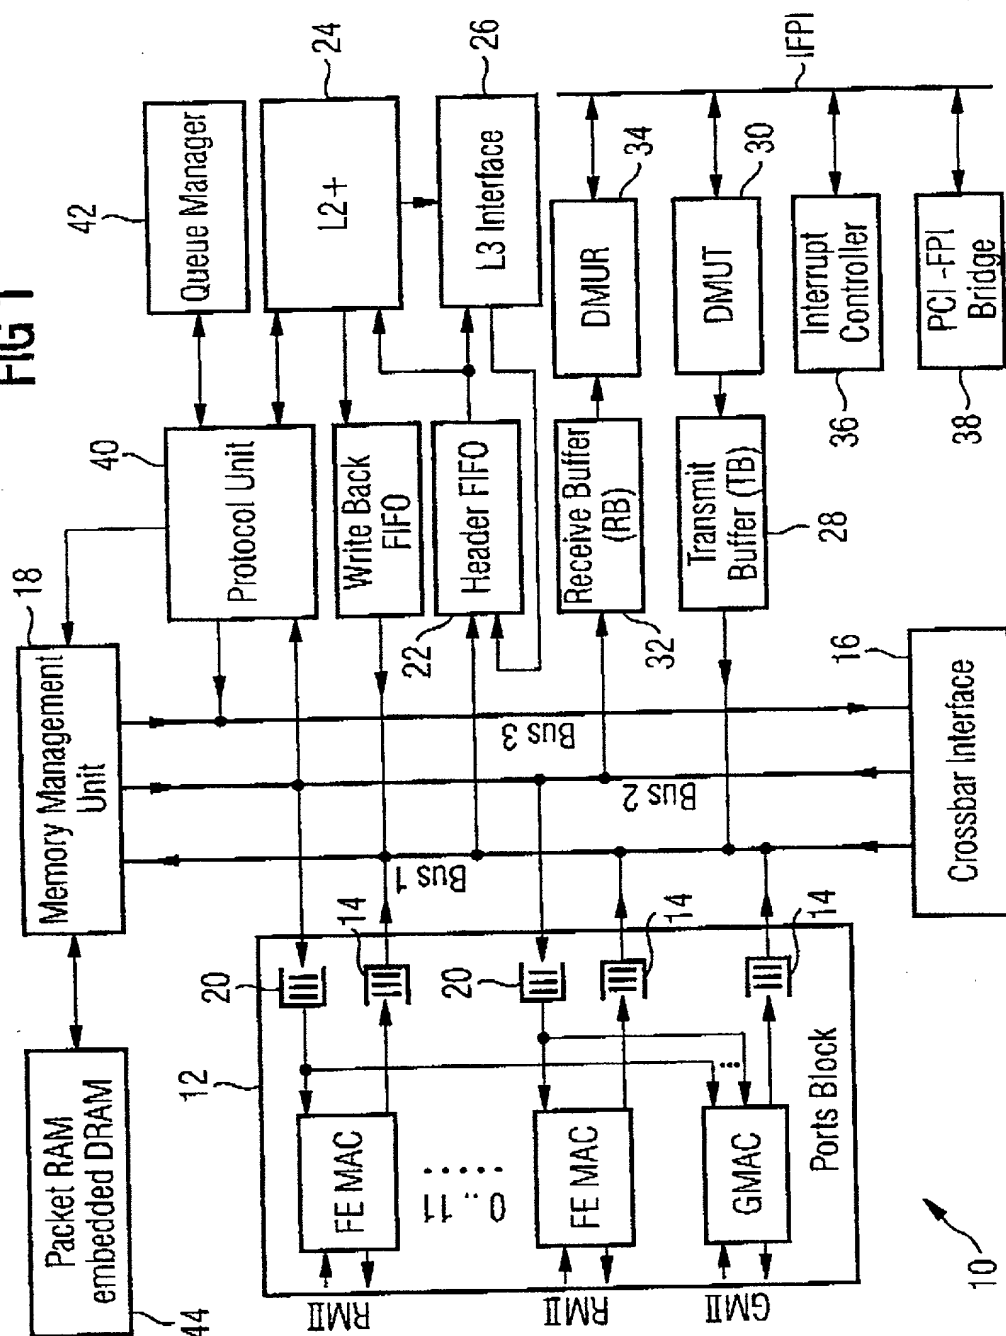 FIG 1
Packet RAM
embedded DRAM
44
Memory Management
Unit
18
40
Protocol Unit
42
Queue Manager
24
L2+
26
L3 Interface
Write Back
FIFO
Header FIFO
22
Receive Buffer
(RB)
32
DMUR
34
Transmit
Buffer (TB)
28
DMUT
30
Interrupt
Controller
36
PCI-FPI
Bridge
38
IFPI
Bus 3
Bus 2
Bus 1
16
Crossbar Interface
12
20
14
FE MAC
RMII
0..11
20
14
FE MAC
RMII
14
GMAC
GMII
Ports Block
10